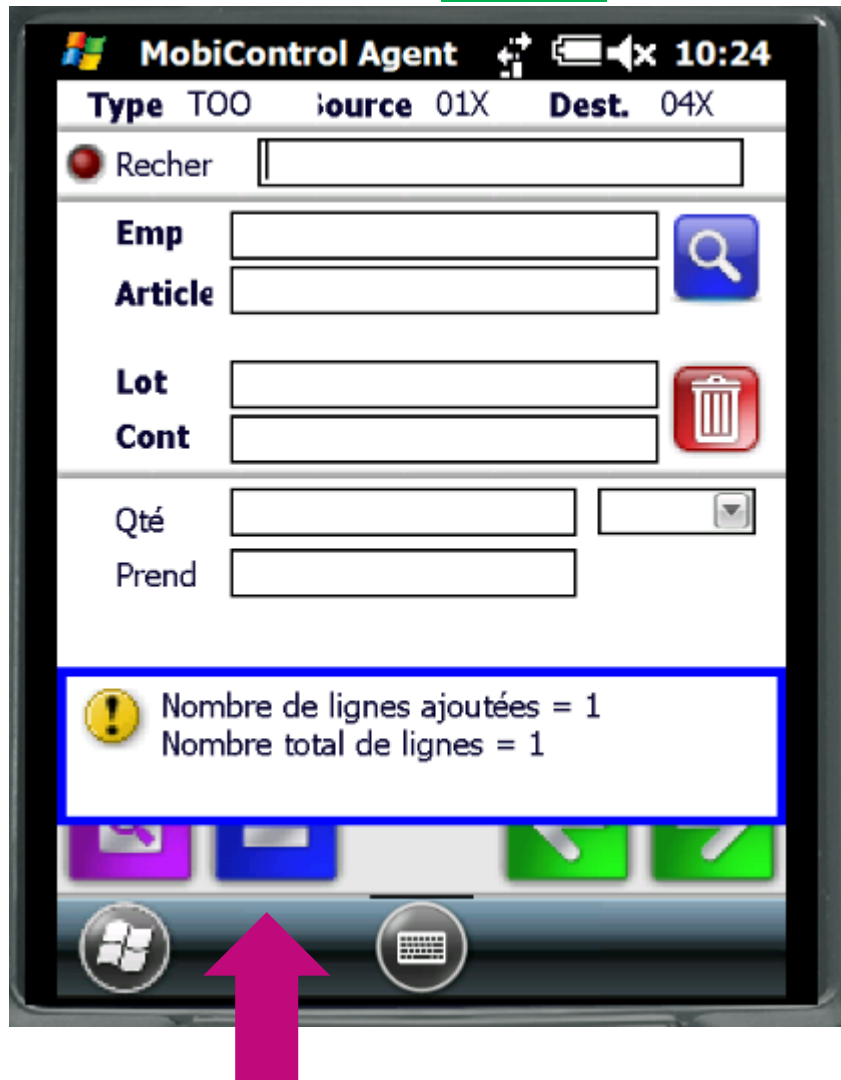 MobiControl Agent 10:24
Type TOO Source 01X Dest. 04X
Recher
Emp
Article
Lot
Cont
Qté
Prend
Nombre de lignes ajoutées = 1
Nombre total de lignes = 1